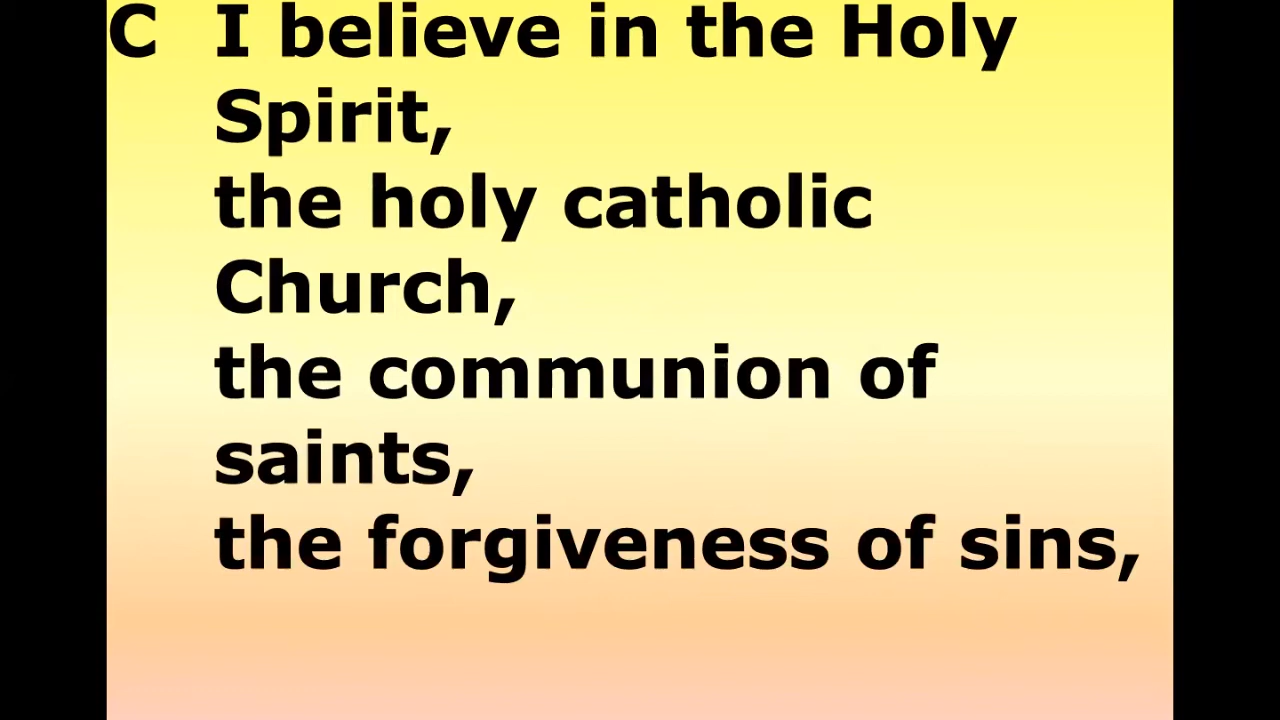 C I believe in the Holy
Spirit,
the holy catholic
Church,
the communion of
saints,
the forgiveness of sins,